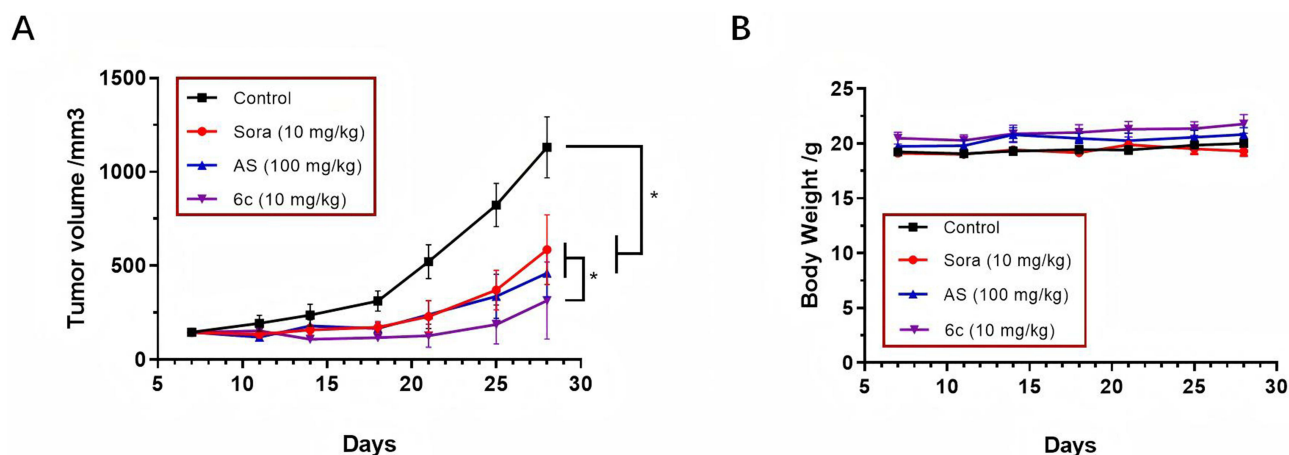 A
Tumor volume /mm3
1500
1000
500
0
Control
Sora (10 mg/kg)
AS (100 mg/kg)
6c (10 mg/kg)
*
*
5 10 15 20 25 30
Days
B
Body Weight /g
25
20
15
10
5
0
Control
Sora (10 mg/kg)
AS (100 mg/kg)
6c (10 mg/kg)
5 10 15 20 25 30
Days